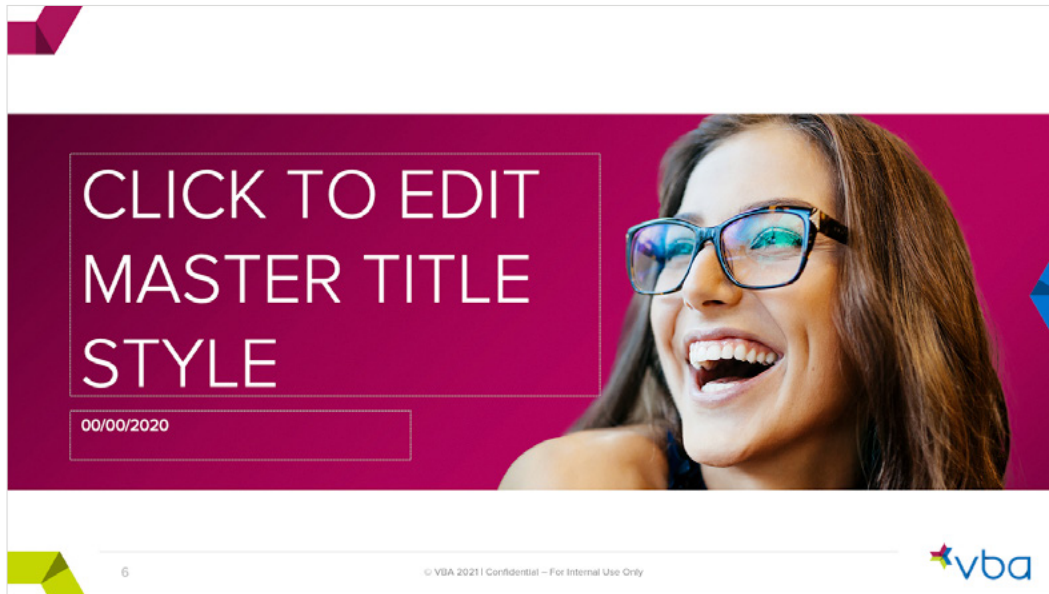 CLICK TO EDIT
MASTER TITLE
STYLE
00/00/2020
6
© VBA 2021 | Confidential – For Internal Use Only
vba